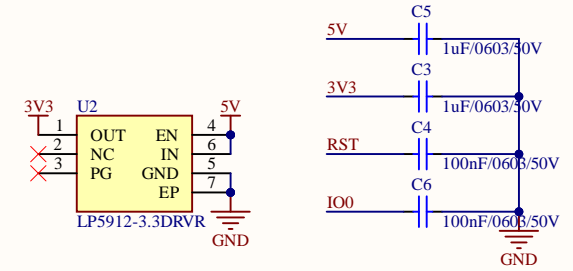 C5
5V
1uF/0603/50V
C3
3V3
1uF/0603/50V
C4
RST
100nF/0603/50V
C6
IO0
100nF/0603/50V
GND
3V3
U2
5V
1 OUT EN 4
2 NC IN 6
3 PG GND 5
EP 7
LP5912-3.3DRVR
GND